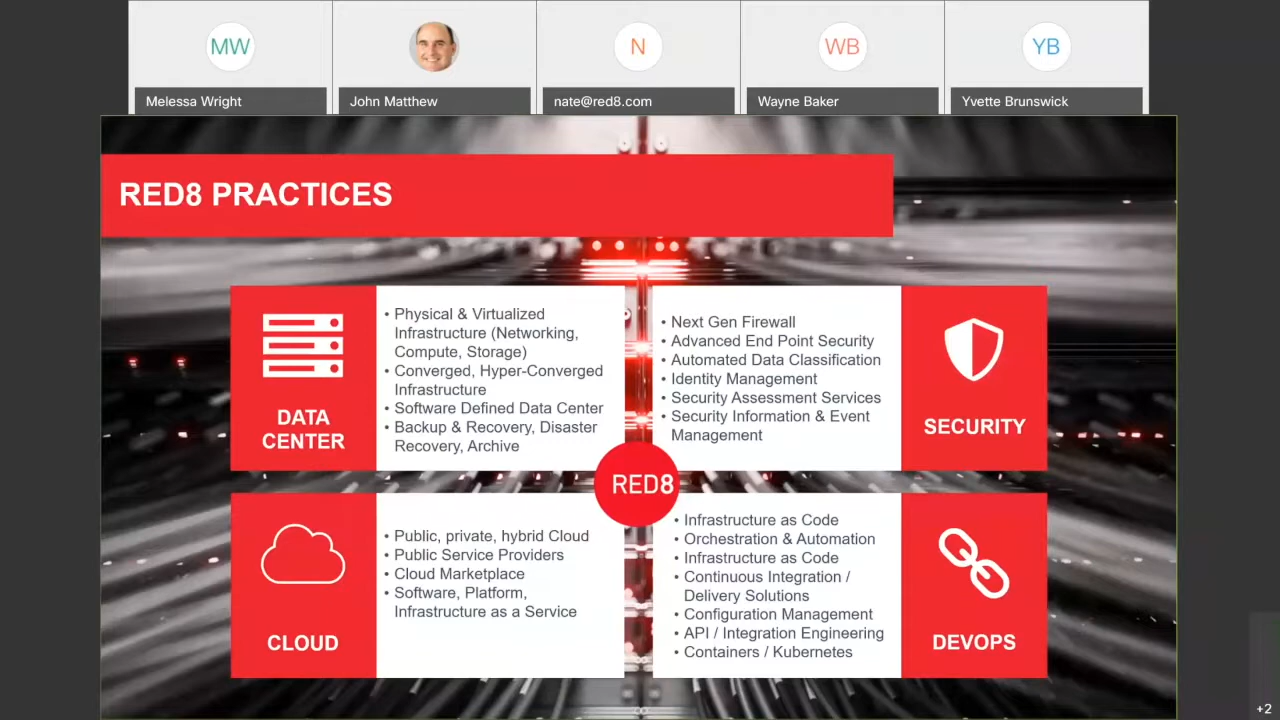 MW
N
WB
YB
Melessa Wright
John Matthew
nate@red8.com
Wayne Baker
Yvette Brunswick
RED8 PRACTICES
DATA
CENTER
• Physical & Virtualized
Infrastructure (Networking,
Compute, Storage)
• Converged, Hyper-Converged
Infrastructure
• Software Defined Data Center
• Backup & Recovery, Disaster
Recovery, Archive
• Next Gen Firewall
• Advanced End Point Security
• Automated Data Classification
• Identity Management
• Security Assessment Services
• Security Information & Event
Management
SECURITY
RED8
CLOUD
• Public, private, hybrid Cloud
• Public Service Providers
• Cloud Marketplace
• Software, Platform,
Infrastructure as a Service
• Infrastructure as Code
• Orchestration & Automation
• Infrastructure as Code
• Continuous Integration /
Delivery Solutions
• Configuration Management
• API / Integration Engineering
• Containers / Kubernetes
DEVOPS
+2